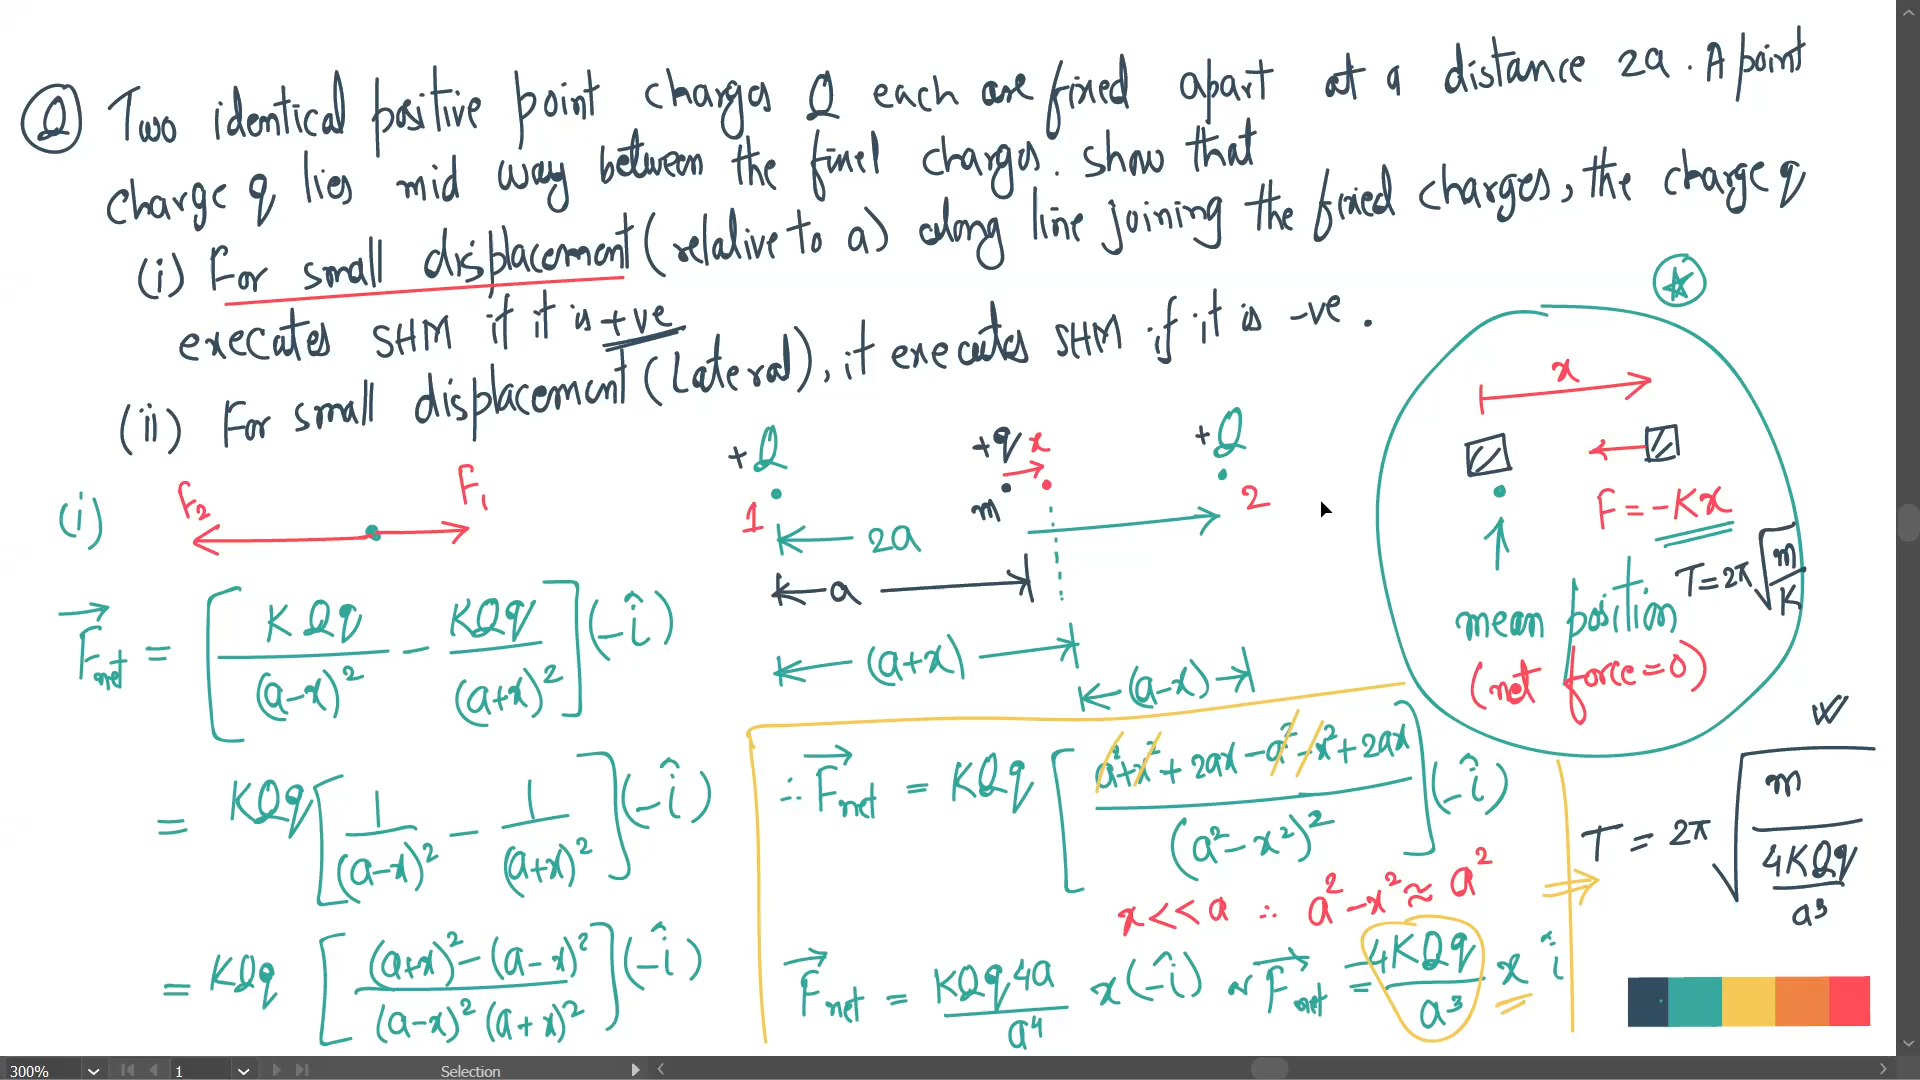 Q Two identical positive point charges Q each are fixed apart at a distance 2a. A point
charge q lies mid way between the fixed charges. Show that
(i) For small displacement (relative to a) along line joining the fixed charges, the charge q
executes SHM if it is +ve
(ii) For small displacement (Lateral), it executes SHM if it is -ve.
(i) F₂ F₁
+Q +q x +Q
1 m 2
2a
a
(a+x)
(a-x)
x
F = -Kx
T = 2π√(m/K)
mean position
(net force = 0)
F⃗net = [KQq/(a-x)² - KQq/(a+x)²](-î)
= KQq[1/(a-x)² - 1/(a+x)²](-î)
= KQq[((a+x)² - (a-x)²)/((a-x)²(a+x)²)](-î)
∴ F⃗net = KQq[(a²+x²+2ax-a²-x²+2ax)/(a²-x²)²](-î)
x<<a ∴ a²-x² ≈ a²
F⃗net = KQq4a/a⁴ x(-î) or F⃗net = -4KQq/a³ x î
T = 2π√(m/(4KQq/a³))
300%
1
Selection